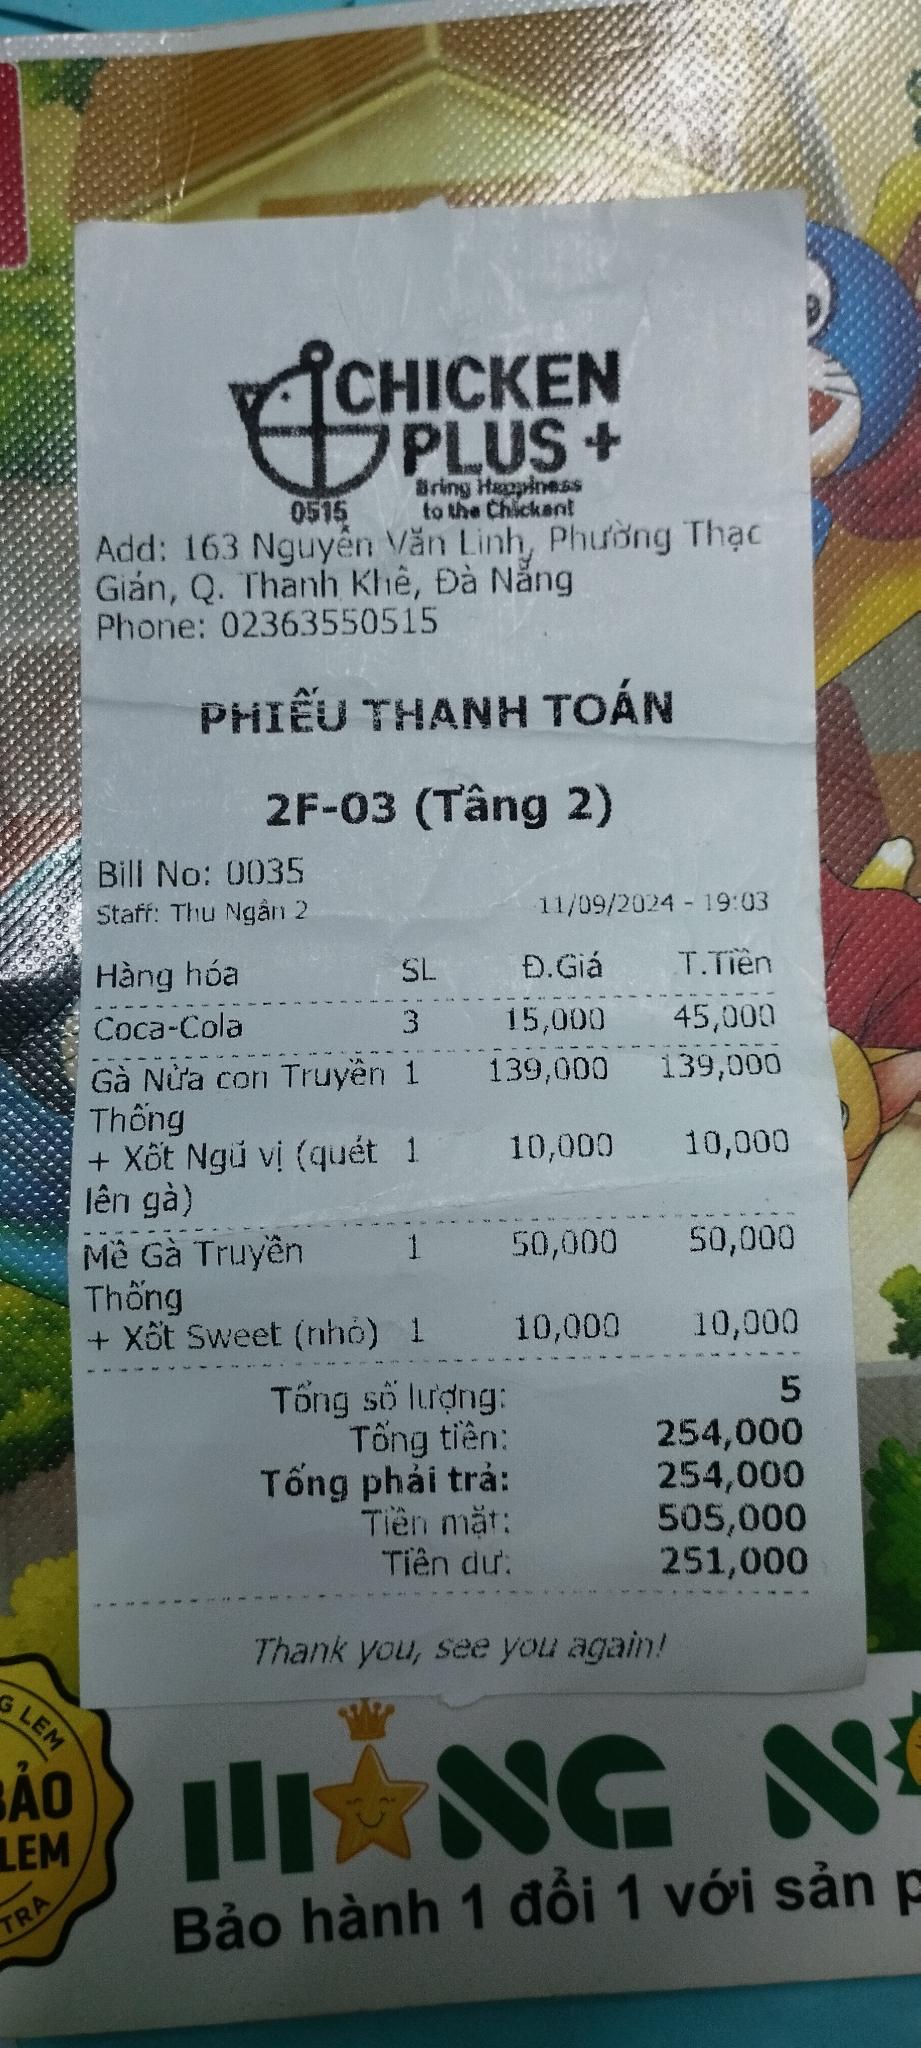 CHICKEN
PLUS +
Bring Happiness
0515 to the Chicken!
Add: 163 Nguyễn Văn Linh, Phường Thạc
Gián, Q. Thanh Khê, Đà Nẵng
Phone: 02363550515
PHIẾU THANH TOÁN
2F-03 (Tầng 2)
Bill No: 0035
Staff: Thu Ngân 2 11/09/2024 - 19:03
Hàng hóa SL Đ.Giá T.Tiền
Coca-Cola 3 15,000 45,000
Gà Nửa con Truyền 1 139,000 139,000
Thống
+ Xốt Ngũ vị (quét 1 10,000 10,000
lên gà)
Mề Gà Truyền 1 50,000 50,000
Thống
+ Xốt Sweet (nhỏ) 1 10,000 10,000
Tổng số lượng: 5
Tổng tiền: 254,000
Tổng phải trả: 254,000
Tiền mặt: 505,000
Tiền dư: 251,000
Thank you, see you again!
G LEM
BẢO
LEM
TRA
Bảo hành 1 đổi 1 với sản